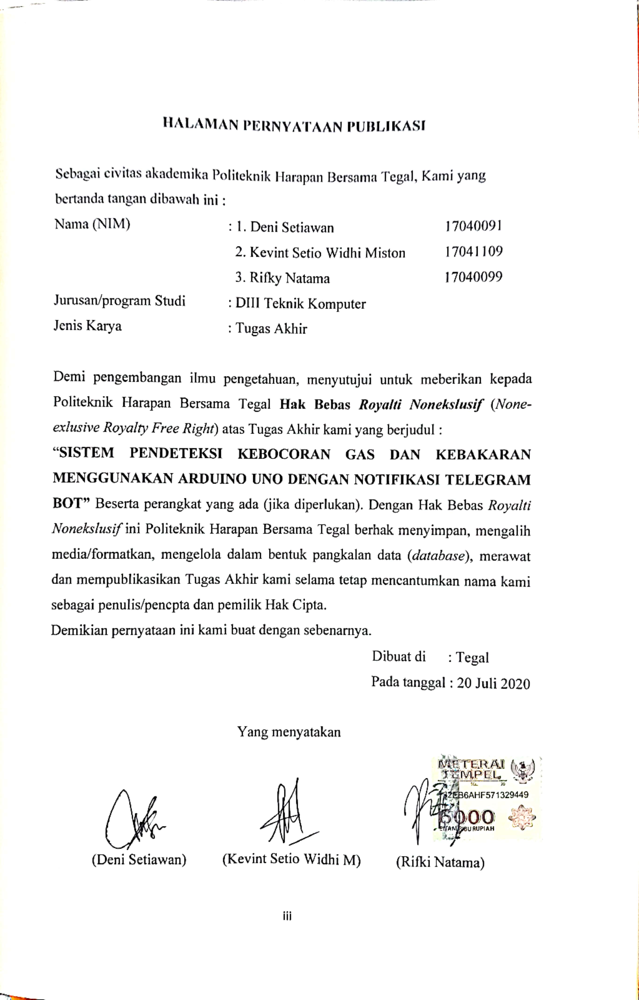 HALAMAN PERNYATAAN PUBLIKASI
Sebagai civitas akademika Politeknik Harapan Bersama Tegal, Kami yang
bertanda tangan dibawah ini :
Nama (NIM) : 1. Deni Setiawan 17040091
2. Kevint Setio Widhi Miston 17041109
3. Rifky Natama 17040099
Jurusan/program Studi : DIII Teknik Komputer
Jenis Karya : Tugas Akhir
Demi pengembangan ilmu pengetahuan, menyutujui untuk meberikan kepada
Politeknik Harapan Bersama Tegal Hak Bebas Royalti Nonekslusif (None-
exlusive Royalty Free Right) atas Tugas Akhir kami yang berjudul :
“SISTEM PENDETEKSI KEBOCORAN GAS DAN KEBAKARAN
MENGGUNAKAN ARDUINO UNO DENGAN NOTIFIKASI TELEGRAM
BOT” Beserta perangkat yang ada (jika diperlukan). Dengan Hak Bebas Royalti
Nonekslusif ini Politeknik Harapan Bersama Tegal berhak menyimpan, mengalih
media/formatkan, mengelola dalam bentuk pangkalan data (database), merawat
dan mempublikasikan Tugas Akhir kami selama tetap mencantumkan nama kami
sebagai penulis/pencpta dan pemilik Hak Cipta.
Demikian pernyataan ini kami buat dengan sebenarnya.
Dibuat di : Tegal
Pada tanggal : 20 Juli 2020
Yang menyatakan
METERAI
TEMPEL
TGL 20
6000
ENAM RIBU RUPIAH
(Deni Setiawan) (Kevint Setio Widhi M) (Rifki Natama)
iii